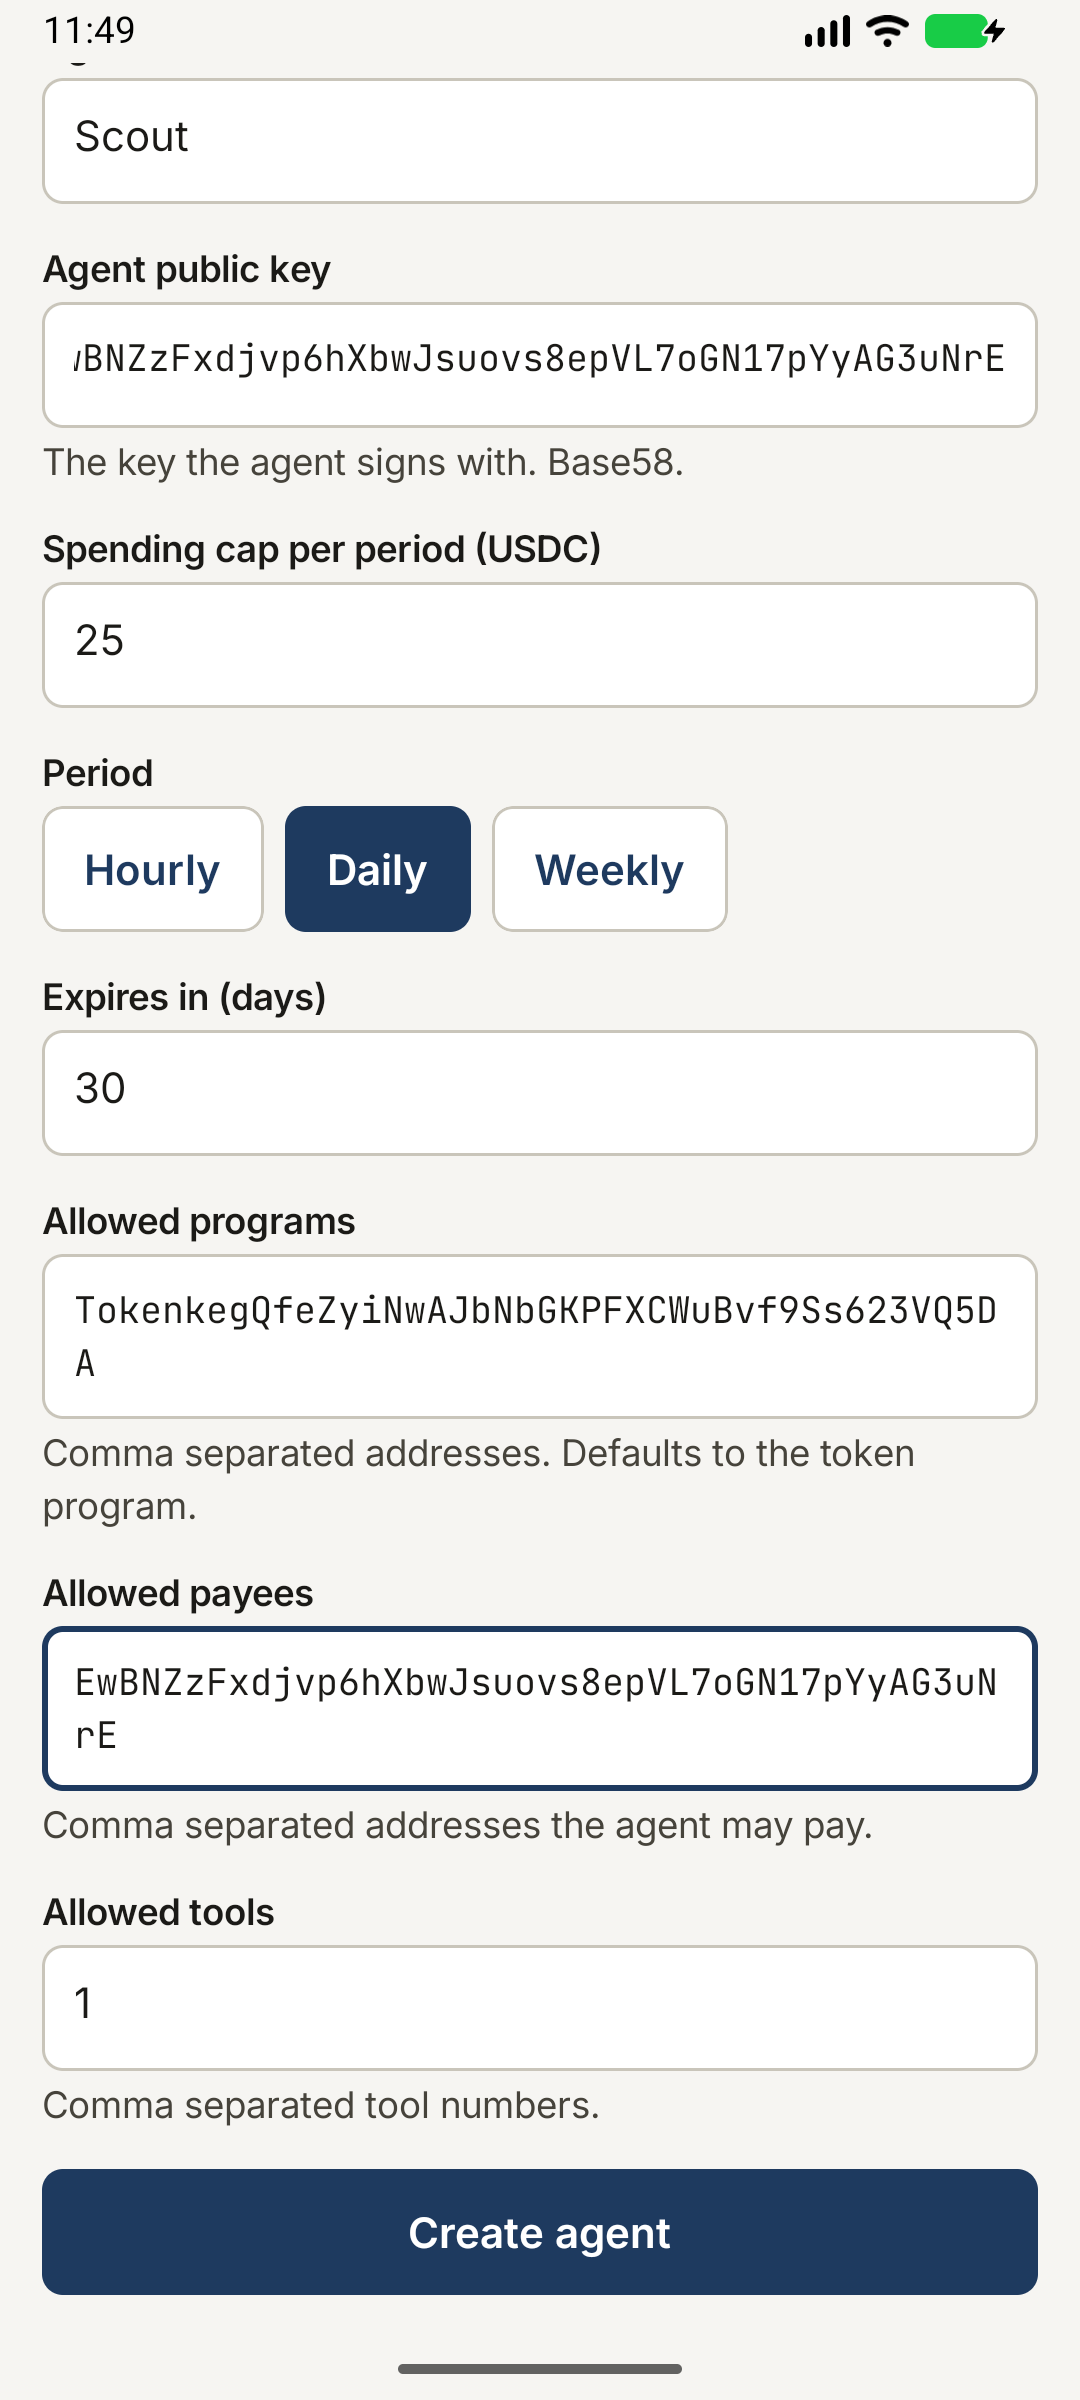 11:49
Scout
Agent public key
BNZzFxdjvp6hXbwJsuovs8epVL7oGN17pYyAG3uNrE
The key the agent signs with. Base58.
Spending cap per period (USDC)
25
Period
Hourly
Daily
Weekly
Expires in (days)
30
Allowed programs
TokenkegQfeZyiNwAJbNbGKPFXCWuBvf9Ss623VQ5D
A
Comma separated addresses. Defaults to the token
program.
Allowed payees
EwBNZzFxdjvp6hXbwJsuovs8epVL7oGN17pYyAG3uN
rE
Comma separated addresses the agent may pay.
Allowed tools
1
Comma separated tool numbers.
Create agent